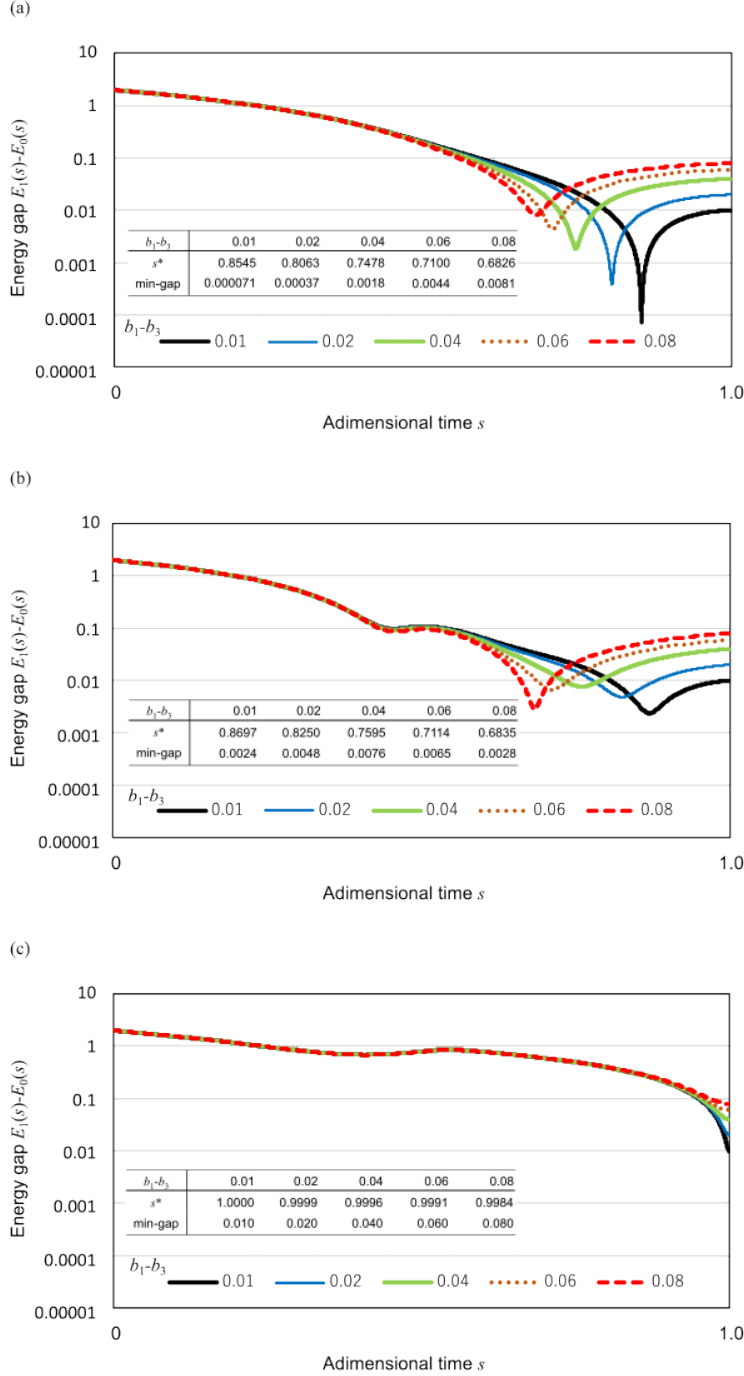 (a)
10
1
0.1
0.01
0.001
0.0001
0.00001
Energy gap E₁(s)-E₀(s)
b₁-b₃ 0.01 0.02 0.04 0.06 0.08
s* 0.8545 0.8063 0.7478 0.7100 0.6826
min-gap 0.000071 0.00037 0.0018 0.0044 0.0081
b₁-b₃
0.01 0.02 0.04 0.06 0.08
0 1.0
Adimensional time s
(b)
10
1
0.1
0.01
0.001
0.0001
0.00001
Energy gap E₁(s)-E₀(s)
b₁-b₃ 0.01 0.02 0.04 0.06 0.08
s* 0.8697 0.8250 0.7595 0.7114 0.6835
min-gap 0.0024 0.0048 0.0076 0.0065 0.0028
b₁-b₃
0.01 0.02 0.04 0.06 0.08
0 1.0
Adimensional time s
(c)
10
1
0.1
0.01
0.001
0.0001
0.00001
Energy gap E₁(s)-E₀(s)
b₁-b₃ 0.01 0.02 0.04 0.06 0.08
s* 1.0000 0.9999 0.9996 0.9991 0.9984
min-gap 0.010 0.020 0.040 0.060 0.080
b₁-b₃
0.01 0.02 0.04 0.06 0.08
0 1.0
Adimensional time s